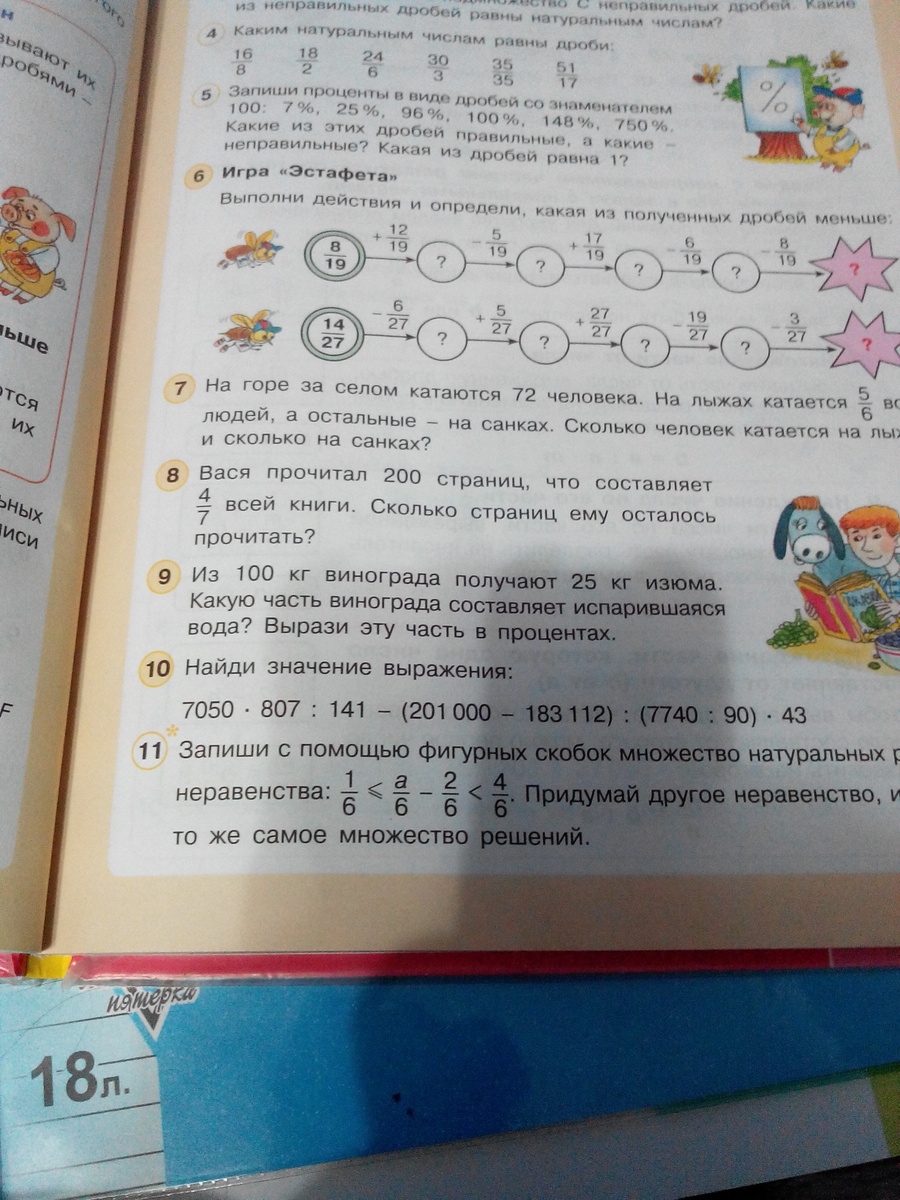 из неправильных дробей равны натуральным числам?
4 Каким натуральным числам равны дроби:
16/8 18/2 24/6 30/3 35/35 51/17
5 Запиши проценты в виде дробей со знаменателем
100: 7 %, 25 %, 96 %, 100 %, 148 %, 750 %.
Какие из этих дробей правильные, а какие –
неправильные? Какая из дробей равна 1?
%
6 Игра «Эстафета»
Выполни действия и определи, какая из полученных дробей меньше:
8/19 + 12/19 ? – 5/19 ? + 17/19 ? – 6/19 ? – 8/19 ?
14/27 – 6/27 ? + 5/27 ? + 27/27 ? – 19/27 ? – 3/27 ?
7 На горе за селом катаются 72 человека. На лыжах катается 5/6
людей, а остальные – на санках. Сколько человек катается на
и сколько на санках?
8 Вася прочитал 200 страниц, что составляет
4/7 всей книги. Сколько страниц ему осталось
прочитать?
9 Из 100 кг винограда получают 25 кг изюма.
Какую часть винограда составляет испарившаяся
вода? Вырази эту часть в процентах.
10 Найди значение выражения:
7050 · 807 : 141 – (201 000 – 183 112) : (7740 : 90) · 43
11* Запиши с помощью фигурных скобок множество натуральных
неравенства: 1/6 ⩽ a/6 – 2/6 < 4/6. Придумай другое неравенство,
то же самое множество решений.
их
пятерка
18л.